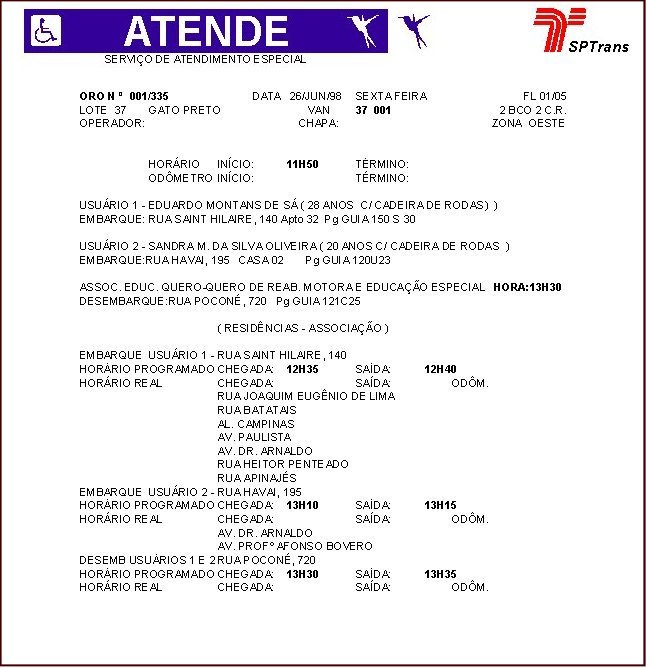 ATENDE
SPTrans
SERVIÇO DE ATENDIMENTO ESPECIAL
ORO Nº 001/335 DATA 26/JUN/98 SEXTA FEIRA FL 01/05
LOTE 37 GATO PRETO VAN 37 001 2 BCO 2 C.R.
OPERADOR: CHAPA: ZONA OESTE
HORÁRIO INÍCIO: 11H50 TÉRMINO:
ODÔMETRO INÍCIO: TÉRMINO:
USUÁRIO 1 - EDUARDO MONTANS DE SÁ ( 28 ANOS C/ CADEIRA DE RODAS ) )
EMBARQUE: RUA SAINT HILAIRE, 140 Apto 32 Pg GUIA 150 S 30
USUÁRIO 2 - SANDRA M. DA SILVA OLIVEIRA ( 20 ANOS C/ CADEIRA DE RODAS )
EMBARQUE:RUA HAVAI, 195 CASA 02 Pg GUIA 120U23
ASSOC. EDUC. QUERO-QUERO DE REAB. MOTORA E EDUCAÇÃO ESPECIAL HORA:13H30
DESEMBARQUE:RUA POCONÉ, 720 Pg GUIA 121C25
( RESIDÊNCIAS - ASSOCIAÇÃO )
EMBARQUE USUÁRIO 1 - RUA SAINT HILAIRE, 140
HORÁRIO PROGRAMADO CHEGADA: 12H35 SAÍDA: 12H40
HORÁRIO REAL CHEGADA: SAÍDA: ODÔM.
RUA JOAQUIM EUGÊNIO DE LIMA
RUA BATATAIS
AL. CAMPINAS
AV. PAULISTA
AV. DR. ARNALDO
RUA HEITOR PENTEADO
RUA APINAJÉS
EMBARQUE USUÁRIO 2 - RUA HAVAI, 195
HORÁRIO PROGRAMADO CHEGADA: 13H10 SAÍDA: 13H15
HORÁRIO REAL CHEGADA: SAÍDA: ODÔM.
AV. DR. ARNALDO
AV. PROFº AFONSO BOVERO
DESEMB USUÁRIOS 1 E 2 RUA POCONÉ, 720
HORÁRIO PROGRAMADO CHEGADA: 13H30 SAÍDA: 13H35
HORÁRIO REAL CHEGADA: SAÍDA: ODÔM.